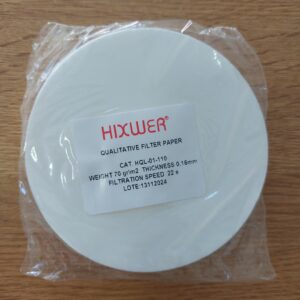 HIXWER®
QUALITATIVE FILTER PAPER
CAT HQL-01-110
WEIGHT 70 gr/m2 THICKNESS 0.16mm
FILTRATION SPEED 22 s
LOTE:13112024